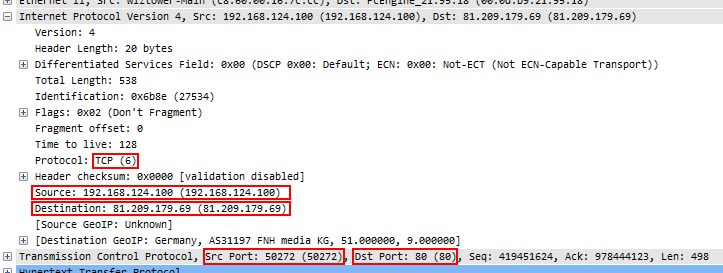 Ethernet II, Src: Wiztower-Main (c8:60:00:16:7c:cc), Dst: PcEngine_21:95:18 (00:0d:b9:21:95:18)
Internet Protocol Version 4, Src: 192.168.124.100 (192.168.124.100), Dst: 81.209.179.69 (81.209.179.69)
Version: 4
Header Length: 20 bytes
Differentiated Services Field: 0x00 (DSCP 0x00: Default; ECN: 0x00: Not-ECT (Not ECN-Capable Transport))
Total Length: 538
Identification: 0x6b8e (27534)
Flags: 0x02 (Don't Fragment)
Fragment offset: 0
Time to live: 128
Protocol: TCP (6)
Header checksum: 0x0000 [validation disabled]
Source: 192.168.124.100 (192.168.124.100)
Destination: 81.209.179.69 (81.209.179.69)
[Source GeoIP: Unknown]
[Destination GeoIP: Germany, AS31197 FNH media KG, 51.000000, 9.000000]
Transmission Control Protocol, Src Port: 50272 (50272), Dst Port: 80 (80), Seq: 419451624, Ack: 978444123, Len: 498
Hypertext Transfer Protocol